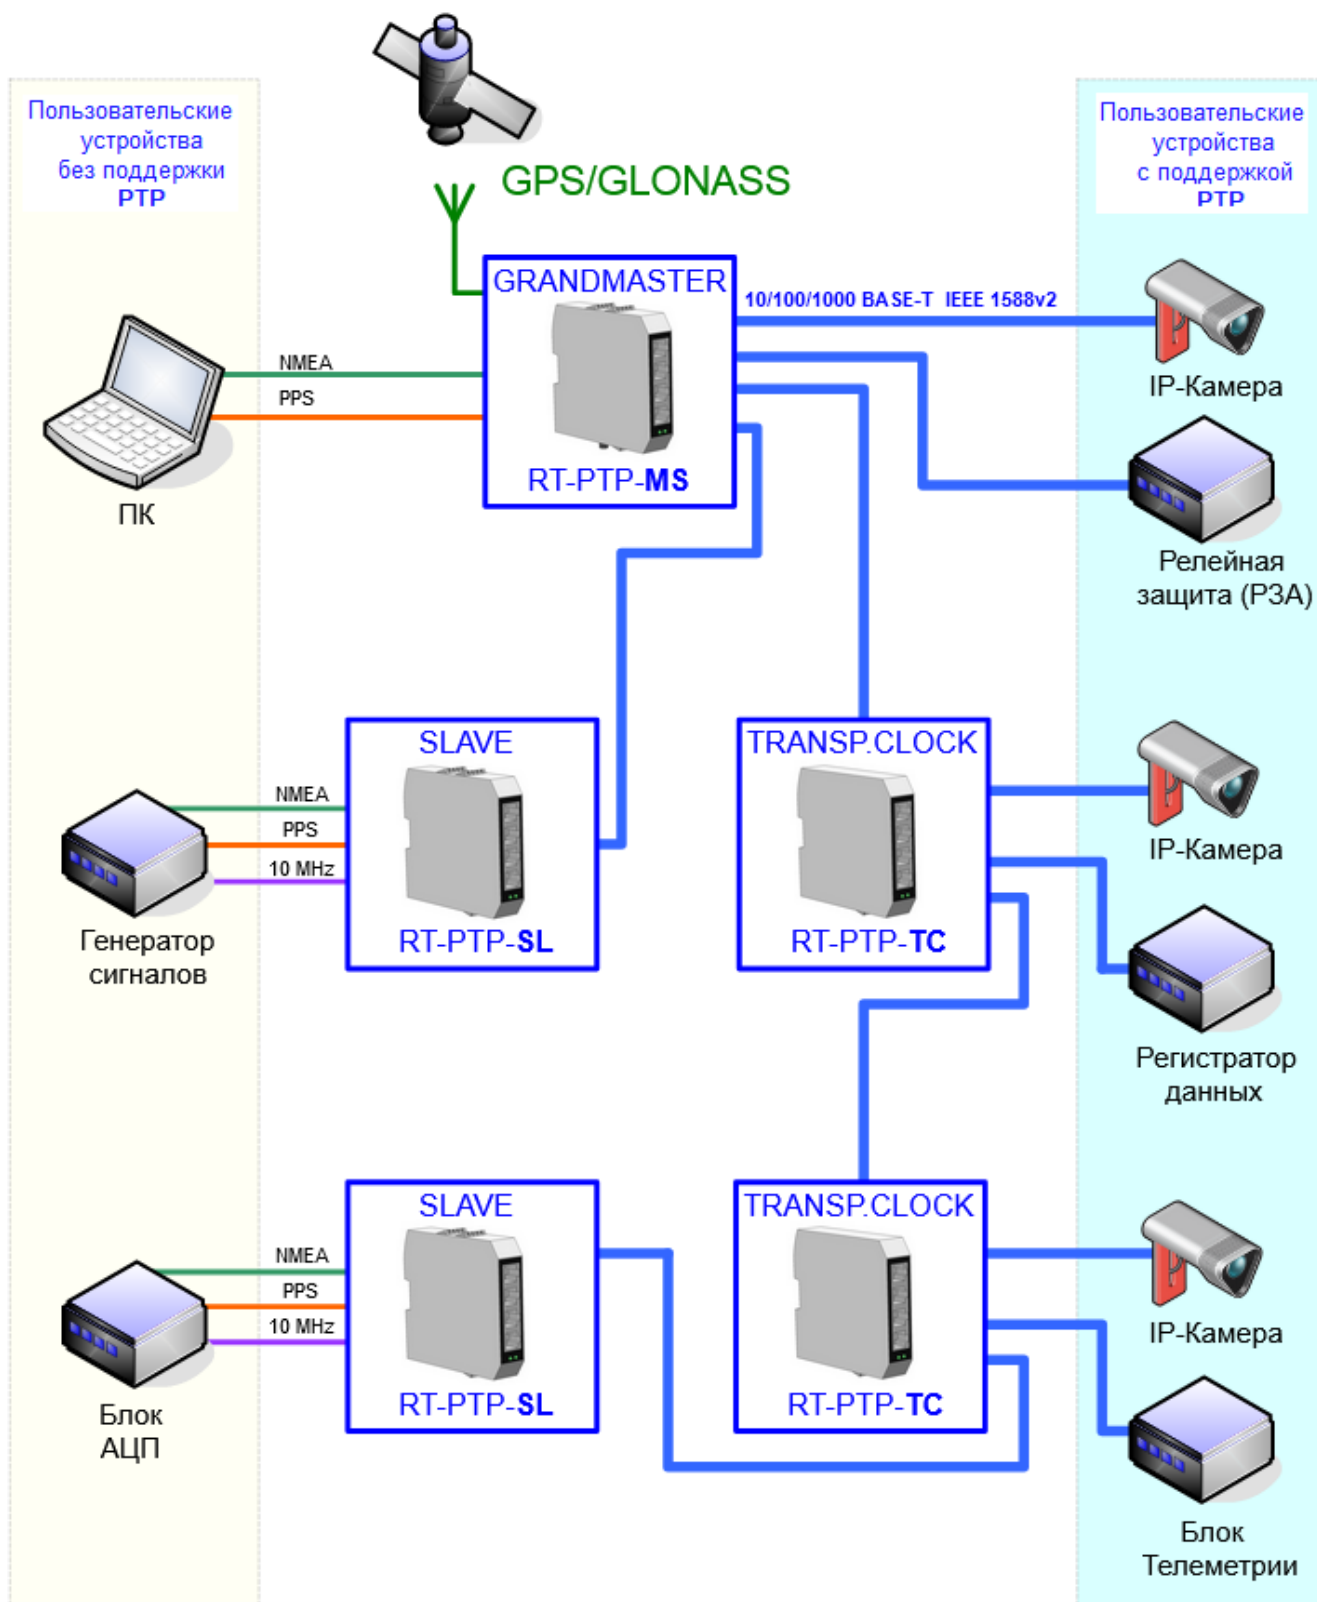 Пользовательские
устройства
без поддержки
PTP
GPS/GLONASS
Пользовательские
устройства
с поддержкой
PTP
GRANDMASTER
RT-PTP-MS
10/100/1000 BASE-T IEEE 1588v2
NMEA
PPS
ПК
IP-Камера
Релейная
защита (РЗА)
SLAVE
RT-PTP-SL
NMEA
PPS
10 MHz
Генератор
сигналов
TRANSP.CLOCK
RT-PTP-TC
IP-Камера
Регистратор
данных
SLAVE
RT-PTP-SL
NMEA
PPS
10 MHz
Блок
АЦП
TRANSP.CLOCK
RT-PTP-TC
IP-Камера
Блок
Телеметрии